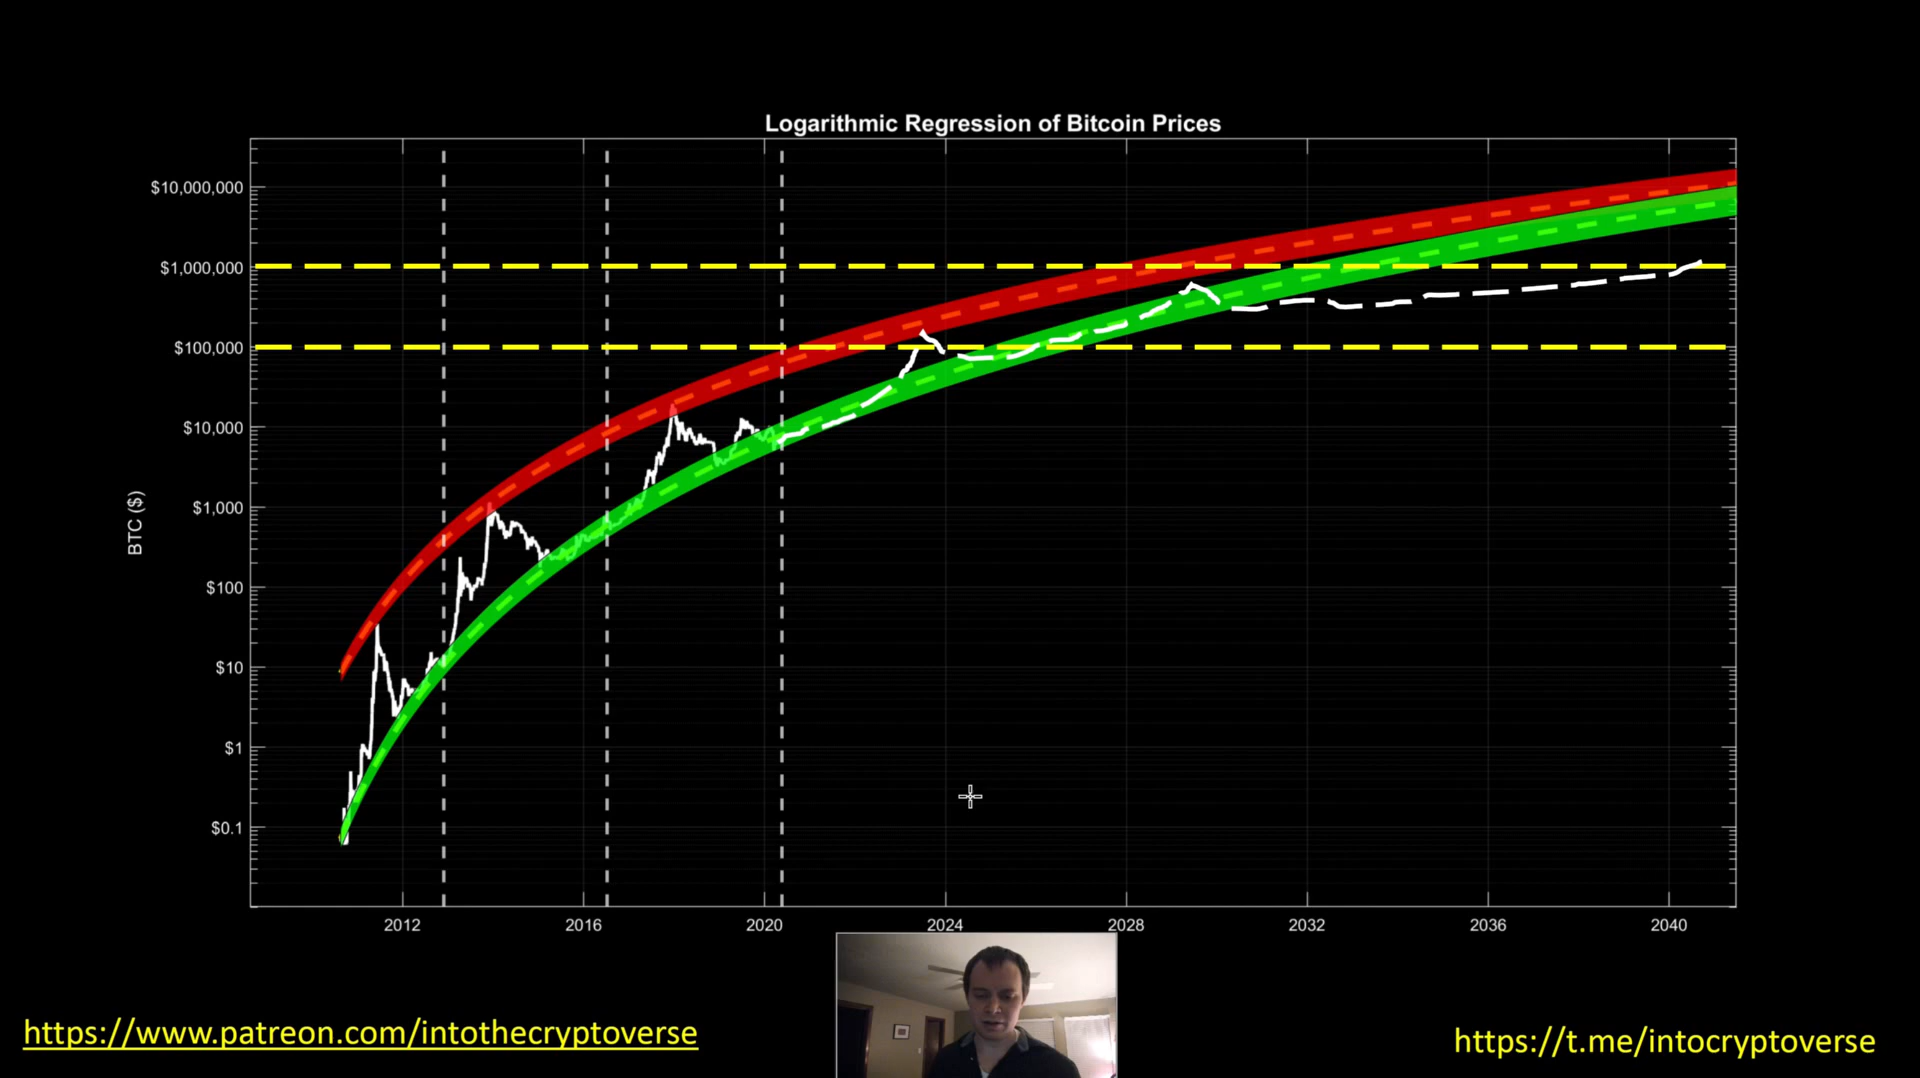 Logarithmic Regression of Bitcoin Prices
$10,000,000
$1,000,000
$100,000
$10,000
$1,000
$100
$10
$1
$0.1
BTC ($)
2012 2016 2020 2024 2028 2032 2036 2040
https://www.patreon.com/intothecryptoverse
https://t.me/intocryptoverse